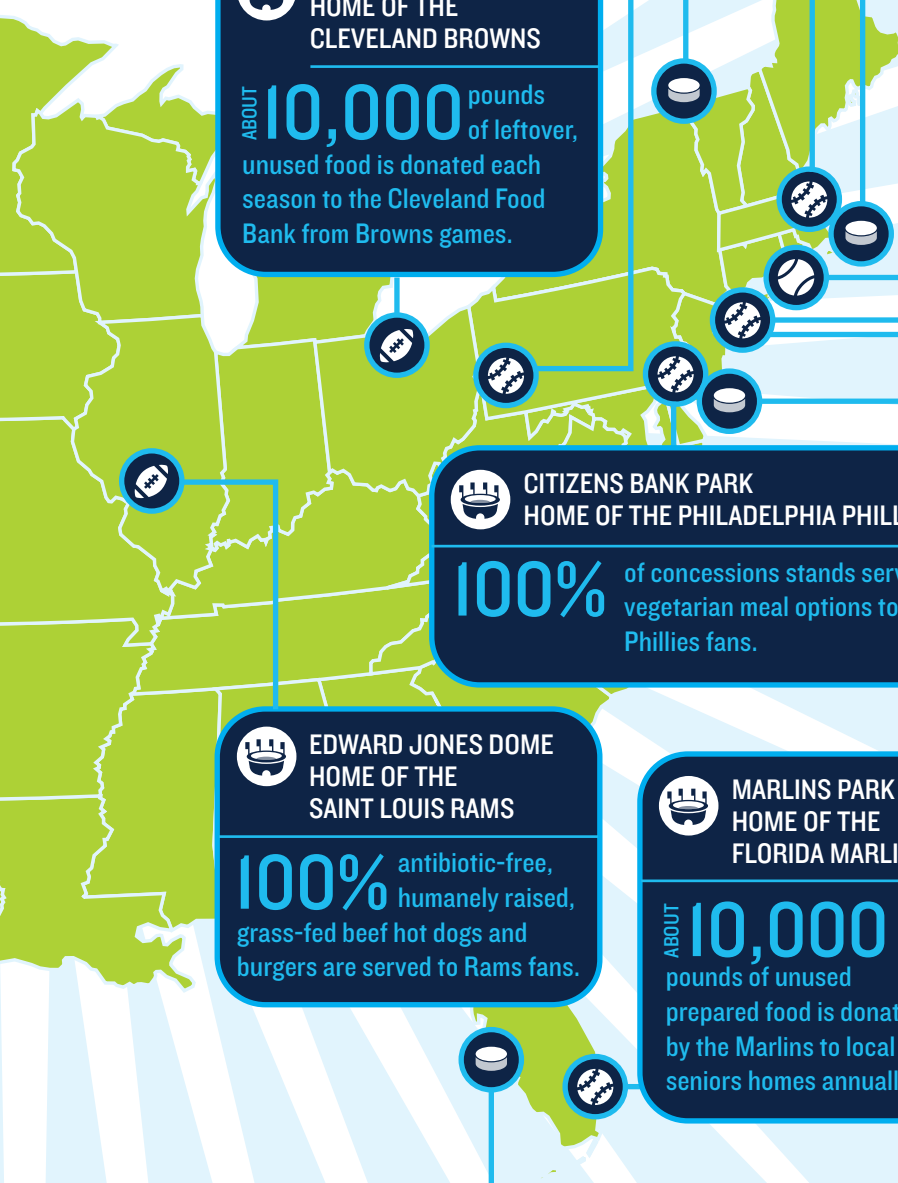 HOME OF THE
CLEVELAND BROWNS
ABOUT 10,000 pounds
of leftover,
unused food is donated each
season to the Cleveland Food
Bank from Browns games.
CITIZENS BANK PARK
HOME OF THE PHILADELPHIA PHILL
100% of concessions stands serv
vegetarian meal options to
Phillies fans.
EDWARD JONES DOME
HOME OF THE
SAINT LOUIS RAMS
100% antibiotic-free,
humanely raised,
grass-fed beef hot dogs and
burgers are served to Rams fans.
MARLINS PARK
HOME OF THE
FLORIDA MARLI
ABOUT 10,000
pounds of unused
prepared food is donat
by the Marlins to local
seniors homes annuall